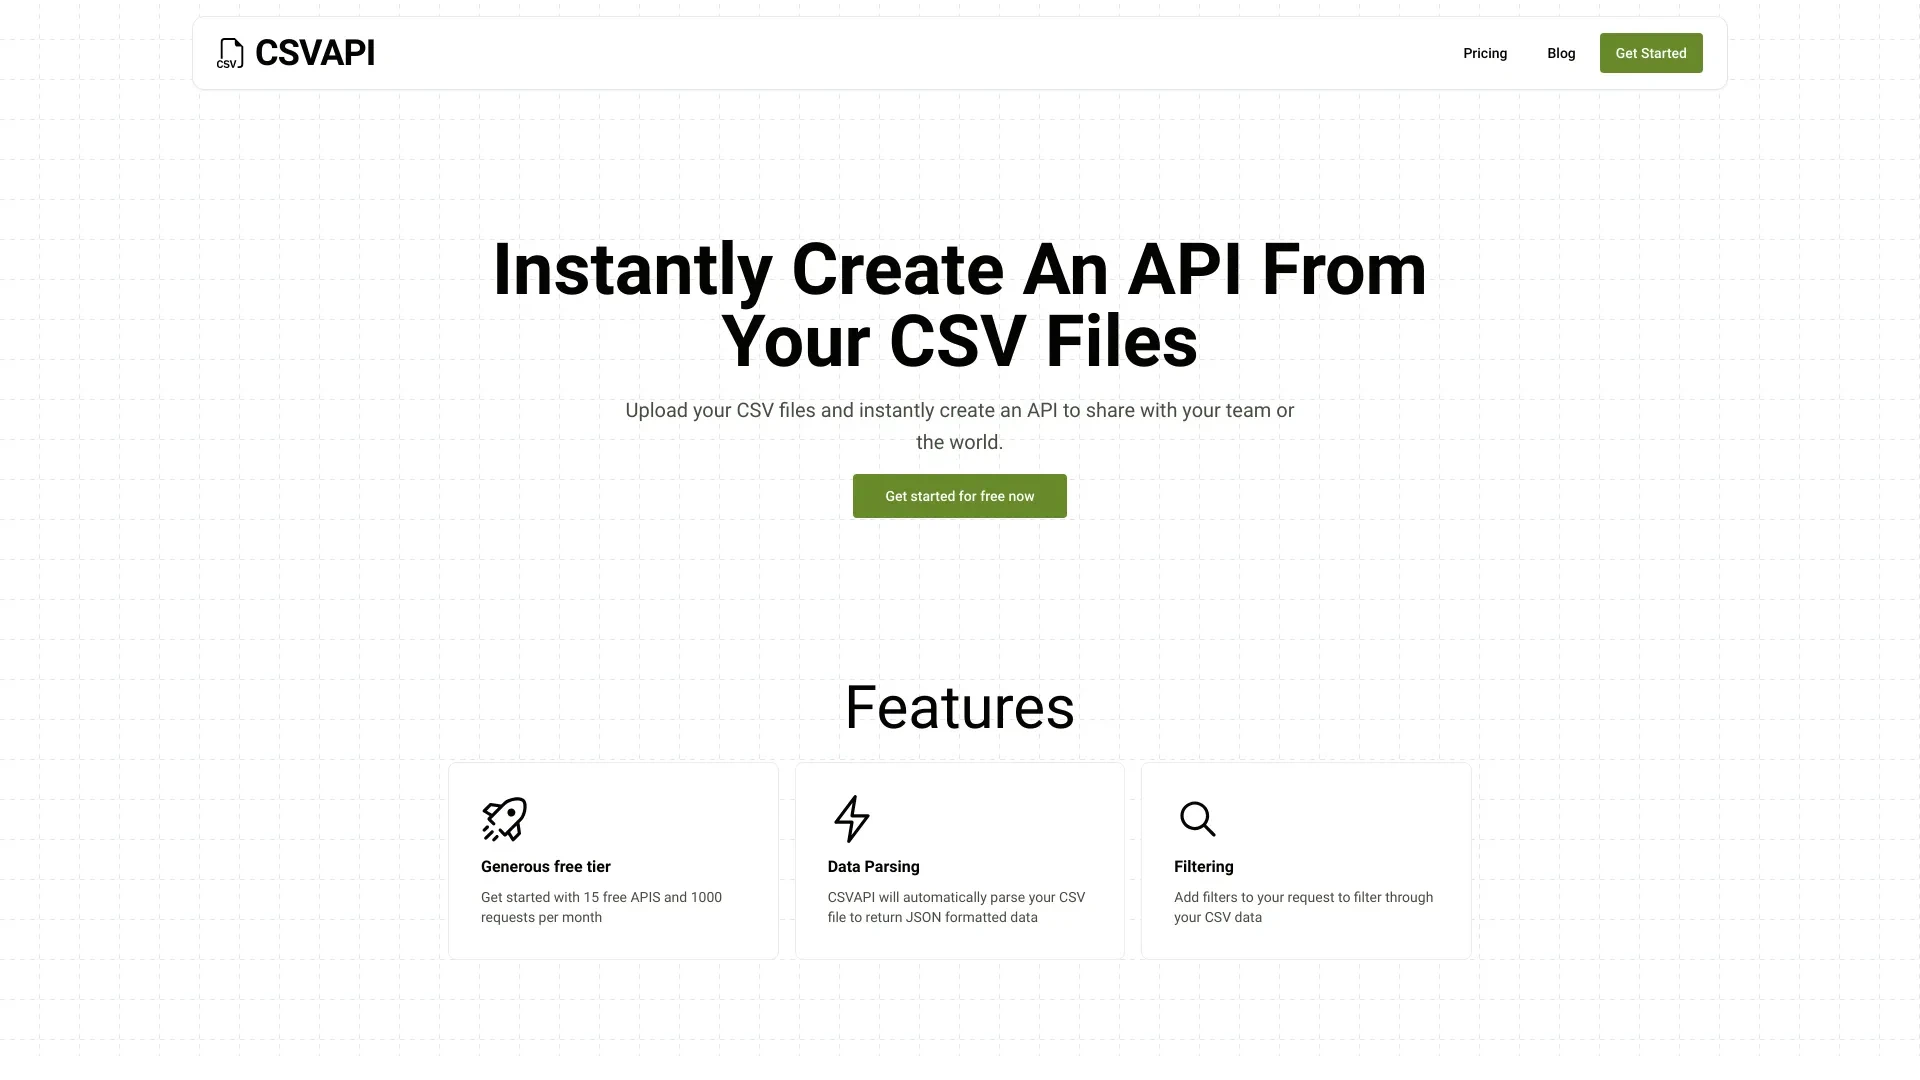 CSV CSVAPI
Pricing
Blog
Get Started
Instantly Create An API From
Your CSV Files
Upload your CSV files and instantly create an API to share with your team or
the world.
Get started for free now
Features
Generous free tier
Get started with 15 free APIS and 1000
requests per month
Data Parsing
CSVAPI will automatically parse your CSV
file to return JSON formatted data
Filtering
Add filters to your request to filter through
your CSV data